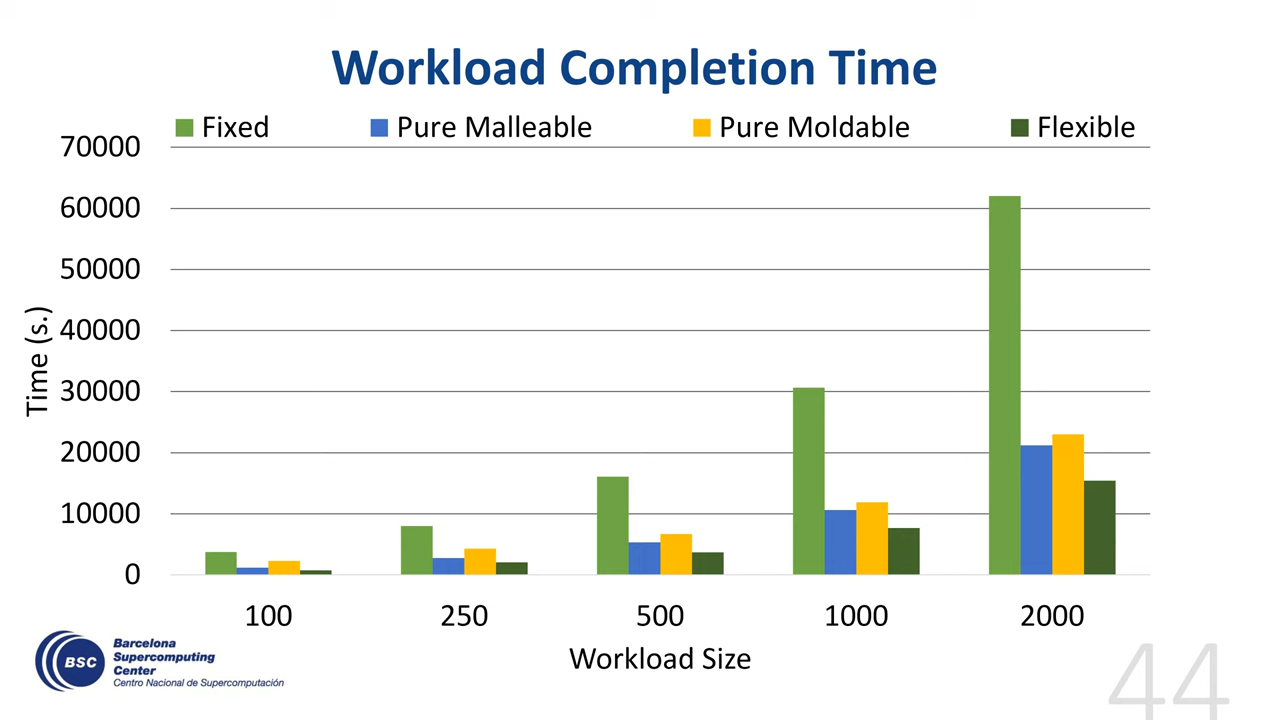 Workload Completion Time
Fixed
Pure Malleable
Pure Moldable
Flexible
70000
60000
50000
40000
30000
20000
10000
0
Time (s.)
100
250
500
1000
2000
Workload Size
BSC
Barcelona
Supercomputing
Center
Centro Nacional de Supercomputación
44